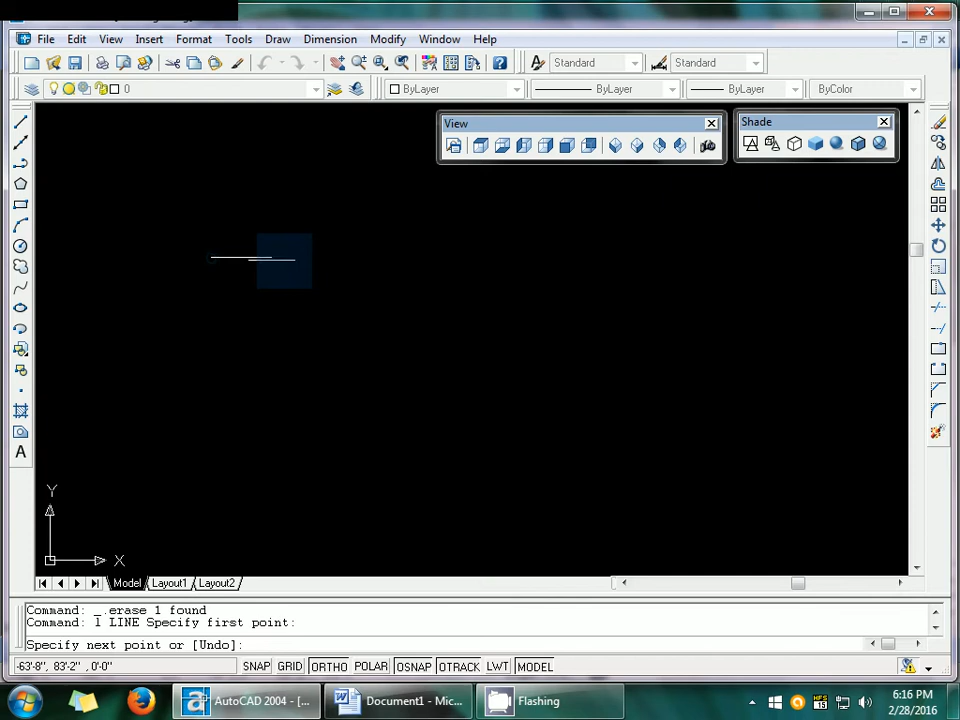 File Edit View Insert Format Tools Draw Dimension Modify Window Help
Standard Standard
0 ByLayer ByLayer ByLayer ByColor
View Shade
A
Y
X
Model Layout1 Layout2
Command: _.erase 1 found
Command: l LINE Specify first point:
Specify next point or [Undo]:
-63'-8", 83'-2" , 0'-0" SNAP GRID ORTHO POLAR OSNAP OTRACK LWT MODEL
AutoCAD 2004 - [... Document1 - Mic... Flashing
HFS 15
6:16 PM
2/28/2016